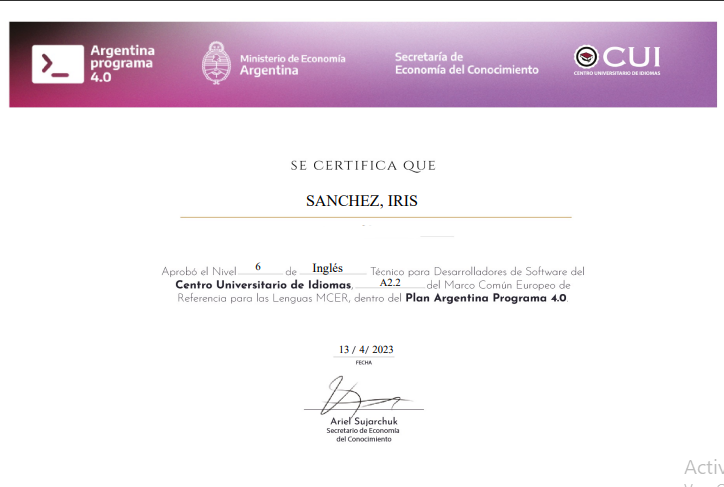 Argentina
programa
4.0
Ministerio de Economía
Argentina
Secretaría de
Economía del Conocimiento
CUI
CENTRO UNIVERSITARIO DE IDIOMAS
SE CERTIFICA QUE
SANCHEZ, IRIS
Aprobó el Nivel 6 de Inglés Técnico para Desarrolladores de Software del
Centro Universitario de Idiomas, A2.2 del Marco Común Europeo de
Referencia para las Lenguas MCER, dentro del Plan Argentina Programa 4.0.
13 / 4/ 2023
FECHA
Ariel Sujarchuk
Secretario de Economía
del Conocimiento
Activ